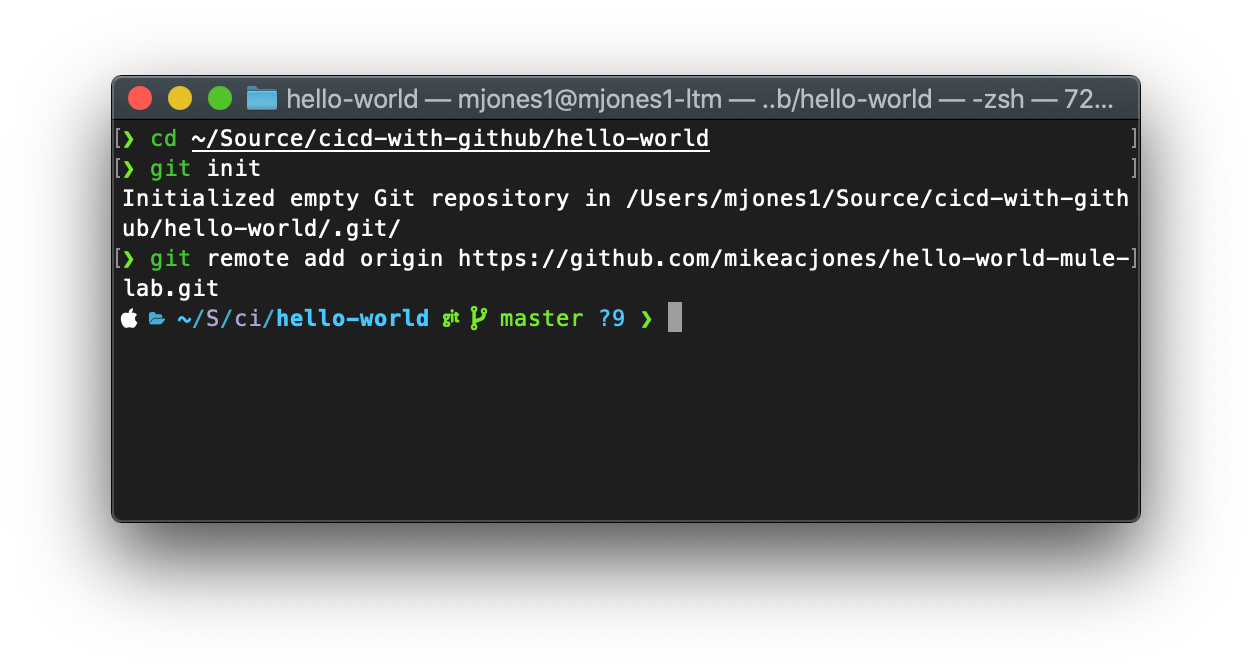 hello-world — mjones1@mjones1-ltm — ..b/hello-world — -zsh — 72...
[❯ cd ~/Source/cicd-with-github/hello-world ]
[❯ git init ]
Initialized empty Git repository in /Users/mjones1/Source/cicd-with-gith
ub/hello-world/.git/
[❯ git remote add origin https://github.com/mikeacjones/hello-world-mule-]
lab.git
~/S/ci/hello-world git master ?9 ❯